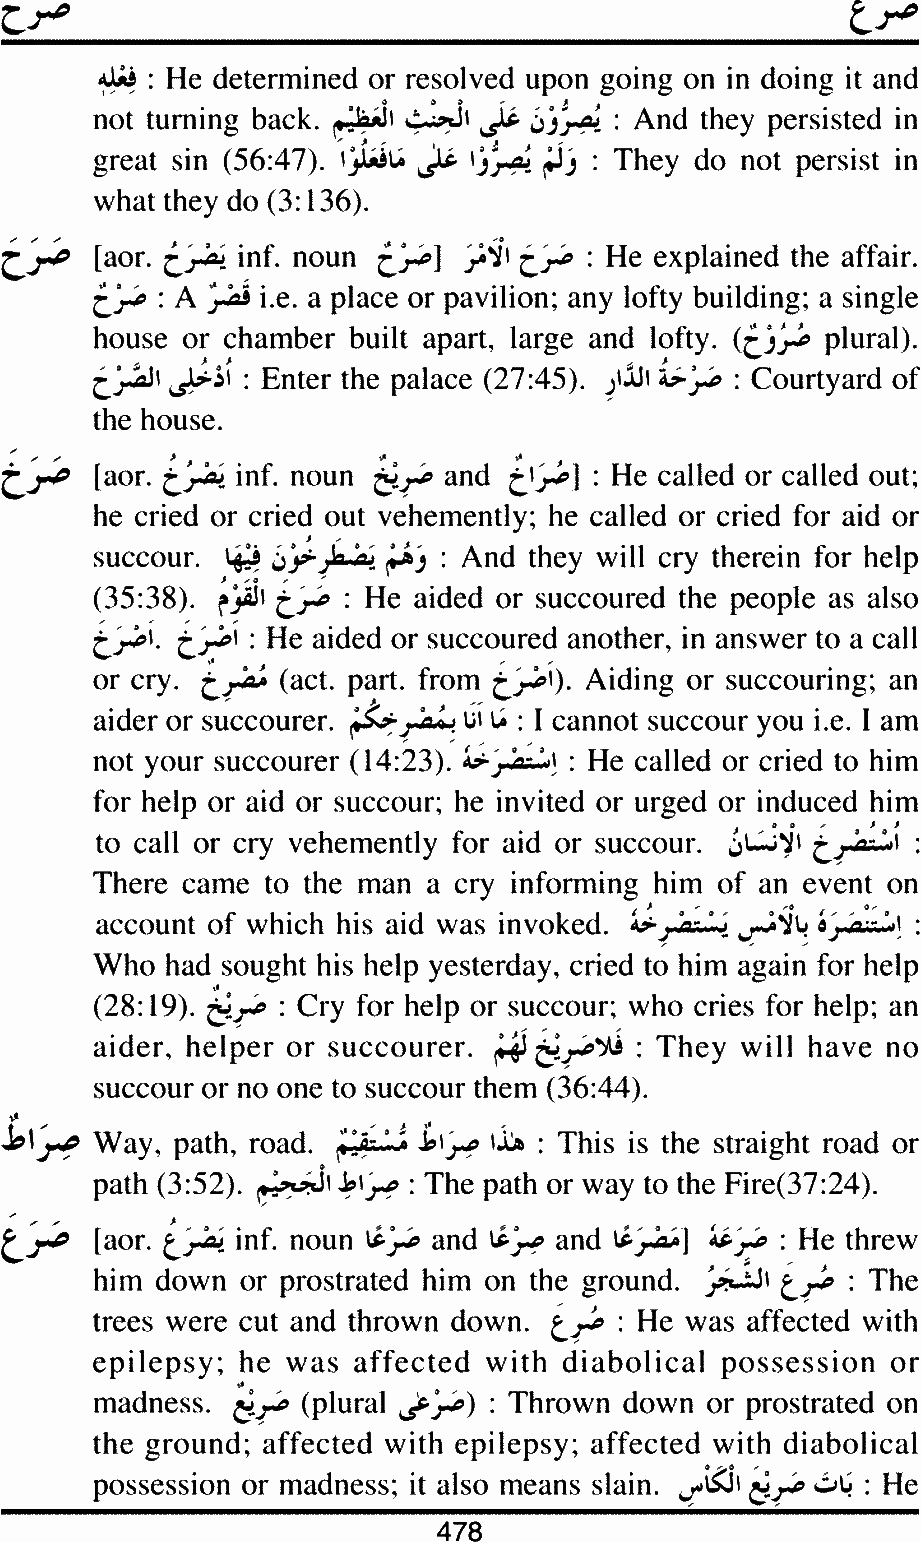 صرح صرع
فِعْلِهٖ : He determined or resolved upon going on in doing it and
not turning back. يُصِرُّوْنَ عَلَى الْحِنْثِ الْعَظِيْمِ : And they persisted in
great sin (56:47). وَلَمْ يُصِرُّوْا عَلٰى مَافَعَلُوْا : They do not persist in
what they do (3:136).
صَرَحَ [aor. يَصْرَحُ inf. noun صَرْحٌ] صَرَحَ الْاَمْرَ : He explained the affair.
صَرْحٌ : A قَصْرٌ i.e. a place or pavilion; any lofty building; a single
house or chamber built apart, large and lofty. (صُرُوْحٌ plural).
اُدْخُلِى الصَّرْحَ : Enter the palace (27:45). صَرْحَةُ الدَّارِ : Courtyard of
the house.
صَرَخَ [aor. يَصْرُخُ inf. noun صَرِيْخٌ and صُرَاخٌ] : He called or called out;
he cried or cried out vehemently; he called or cried for aid or
succour. وَهُمْ يَصْطَرِخُوْنَ فِيْهَا : And they will cry therein for help
(35:38). صَرَخَ الْقَوْمُ : He aided or succoured the people as also
اَصْرَخَ. اَصْرَخَ : He aided or succoured another, in answer to a call
or cry. مُصْرِخٌ (act. part. from اَصْرَخَ). Aiding or succouring; an
aider or succourer. مَا اَنَا بِمُصْرِخِكُمْ : I cannot succour you i.e. I am
not your succourer (14:23). اِسْتَصْرَخَهُ : He called or cried to him
for help or aid or succour; he invited or urged or induced him
to call or cry vehemently for aid or succour. اُسْتُصْرِخَ الْاِنْسَانُ :
There came to the man a cry informing him of an event on
account of which his aid was invoked. اِسْتَنْصَرَهُ بِالْاَمْسِ يَسْتَصْرِخُهُ :
Who had sought his help yesterday, cried to him again for help
(28:19). صَرِيْخٌ : Cry for help or succour; who cries for help; an
aider, helper or succourer. فَلَاصَرِيْخَ لَهُمْ : They will have no
succour or no one to succour them (36:44).
صِرَاطٌ Way, path, road. هٰذَا صِرَاطٌ مُّسْتَقِيْمٌ : This is the straight road or
path (3:52). صِرَاطِ الْجَحِيْمِ : The path or way to the Fire(37:24).
صَرَعَ [aor. يَصْرَعُ inf. noun صَرْعًا and صِرْعًا and مَصْرَعًا] صَرَعَهُ : He threw
him down or prostrated him on the ground. صُرِعَ الشَّجَرُ : The
trees were cut and thrown down. صُرِعَ : He was affected with
epilepsy; he was affected with diabolical possession or
madness. صَرِيْعٌ (plural صَرْعٰى) : Thrown down or prostrated on
the ground; affected with epilepsy; affected with diabolical
possession or madness; it also means slain. بَاتَ صَرِيْعَ الْكَأْسِ : He
478